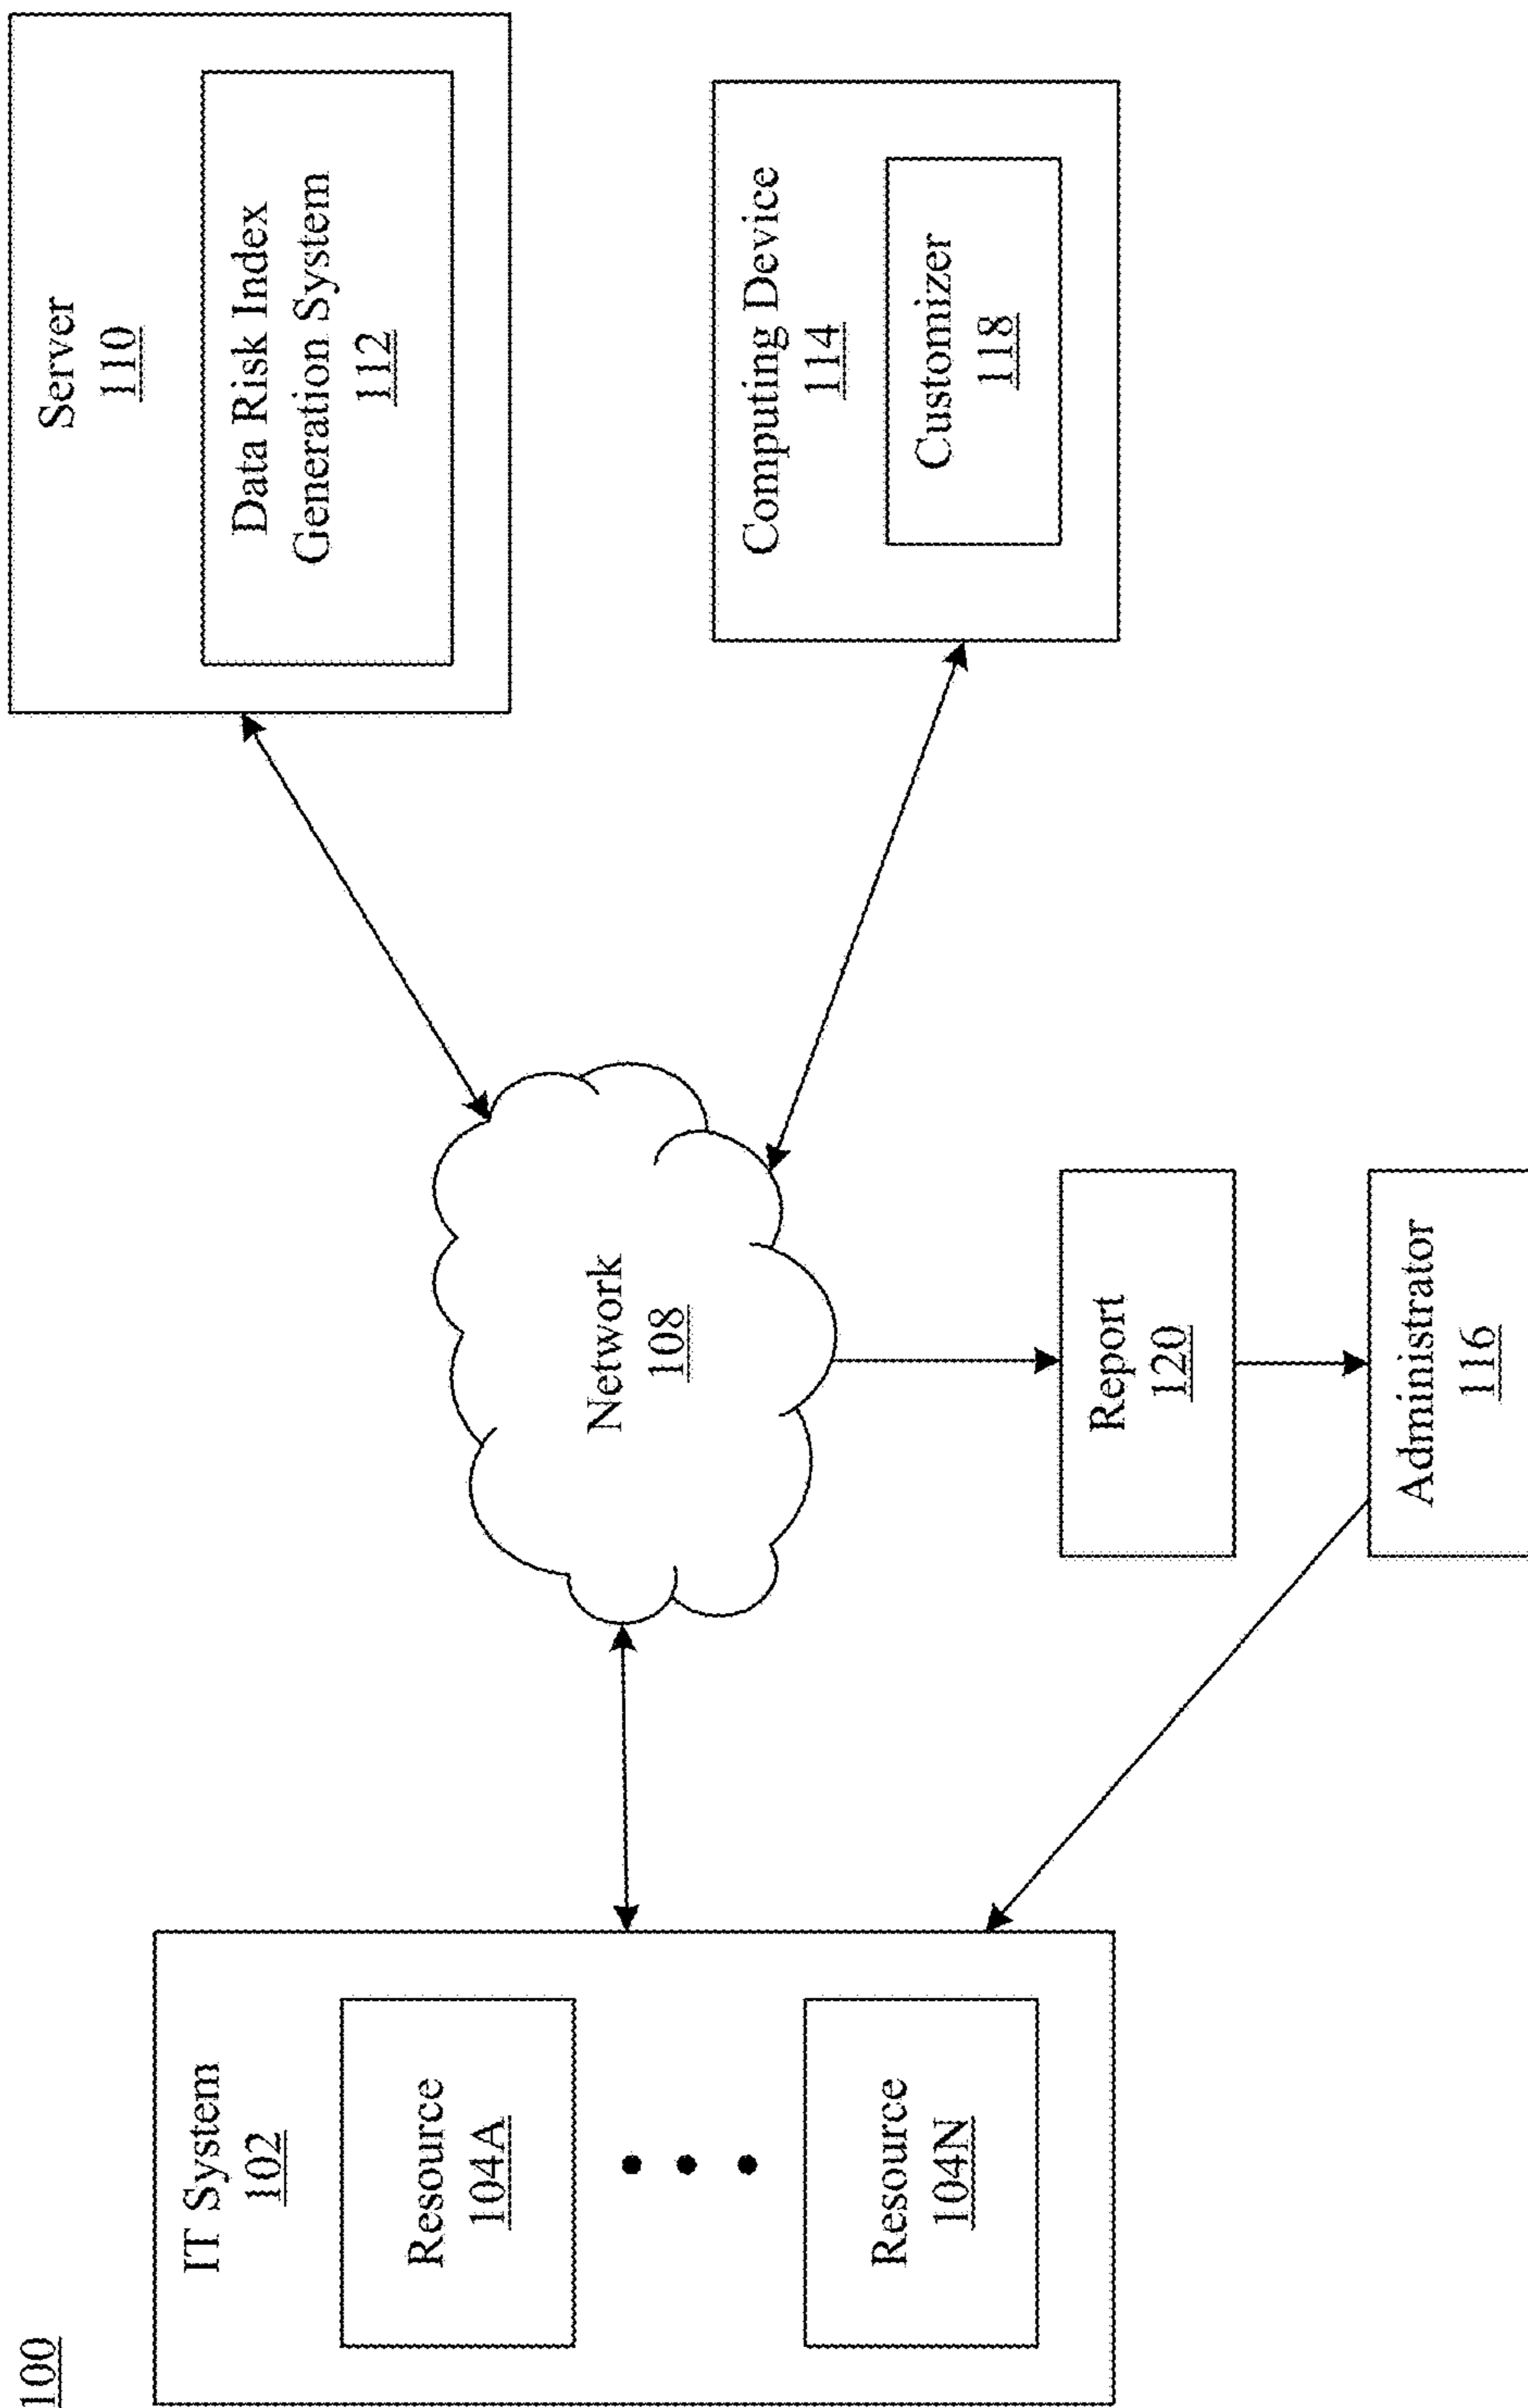 100
IT System
102
Resource
104A
Resource
104N
Network
108
Report
120
Administrator
116
Server
110
Data Risk Index
Generation System
112
Computing Device
114
Customizer
118